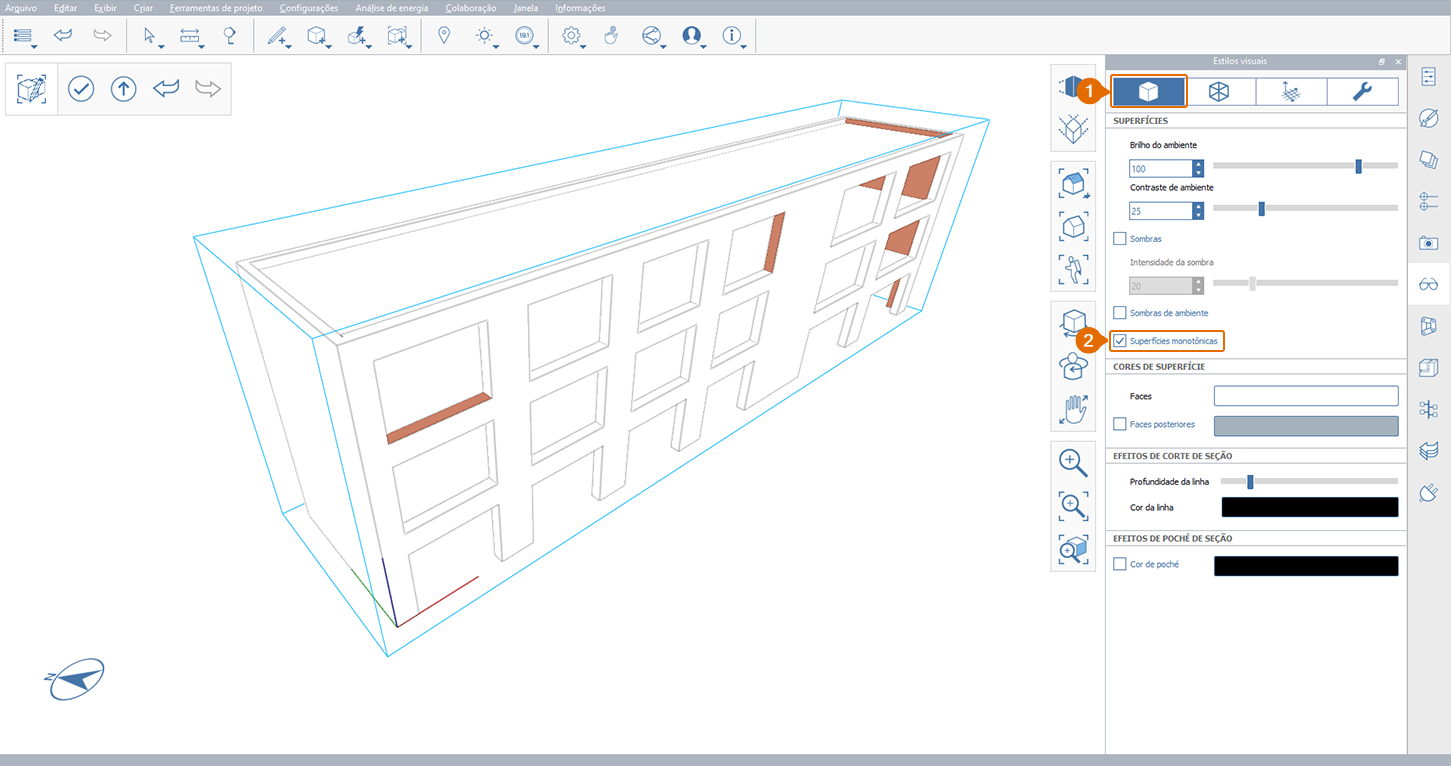 Arquivo Editar Exibir Criar Ferramentas de projeto Configurações Análise de energia Colaboração Janela Informações
19.1
Estilos visuais
1
SUPERFÍCIES
Brilho do ambiente
100
Contraste de ambiente
25
Sombras
Intensidade da sombra
20
Sombras de ambiente
2
Superfícies monotônicas
CORES DE SUPERFÍCIE
Faces
Faces posteriores
EFEITOS DE CORTE DE SEÇÃO
Profundidade da linha
Cor da linha
EFEITOS DE POCHÉ DE SEÇÃO
Cor de poché
N